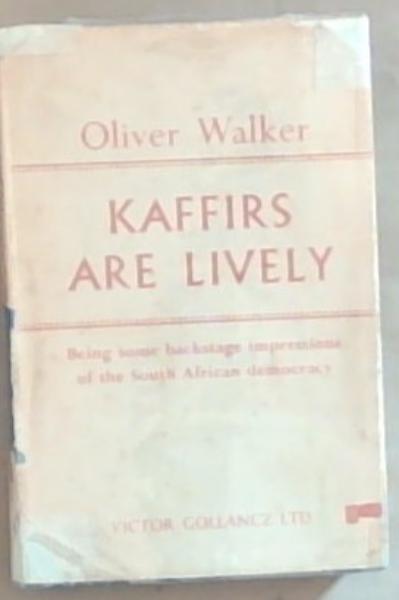 Oliver Walker
KAFFIRS
ARE LIVELY
Being some backstage impressions
of the South African democracy
VICTOR GOLLANCZ LTD